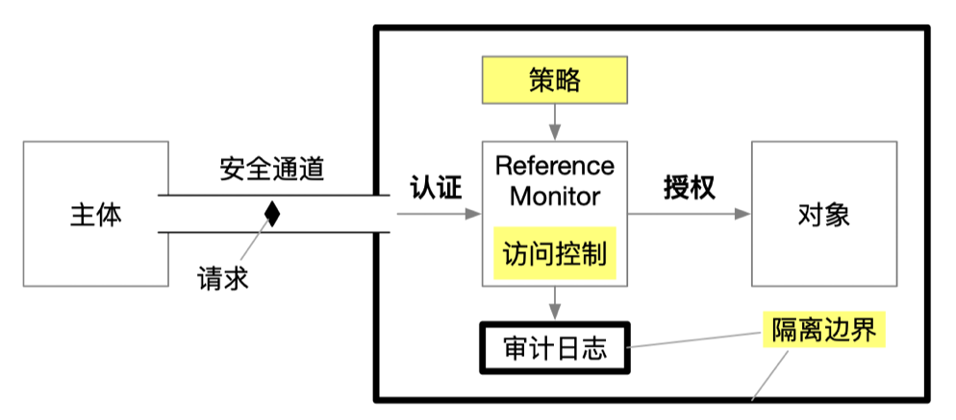 策略
安全通道
主体
请求
认证
Reference
Monitor
访问控制
授权
对象
审计日志
隔离边界